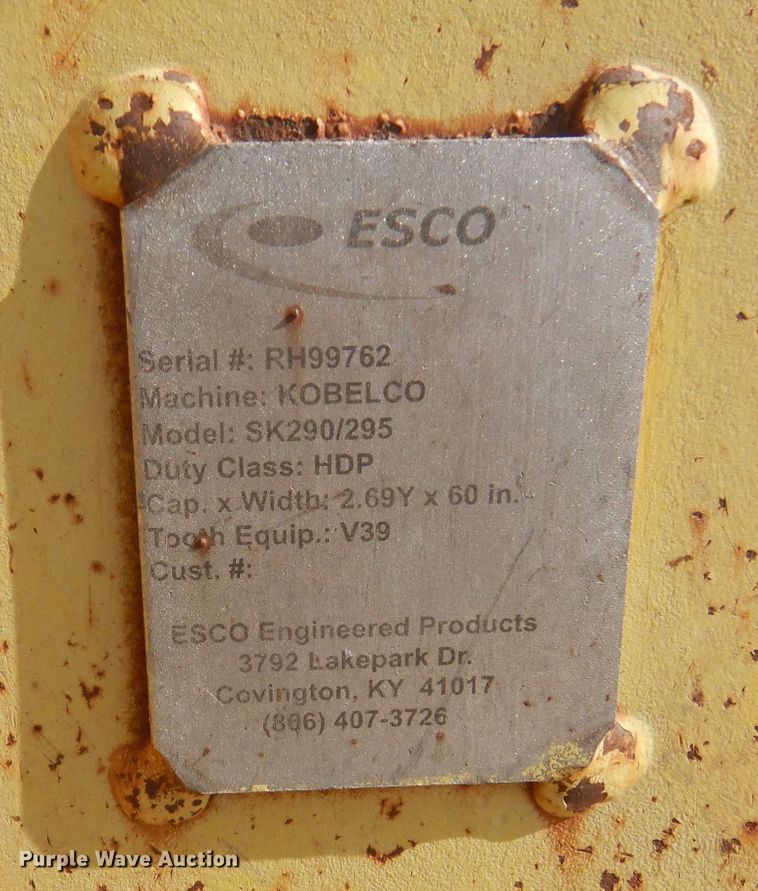 ESCO
Serial #: RH99762
Machine: KOBELCO
Model: SK290/295
Duty Class: HDP
Cap. x Width: 2.69Y x 60 in.
Tooth Equip.: V39
Cust. #:
ESCO Engineered Products
3792 Lakepark Dr.
Covington, KY 41017
(866) 407-3726
Purple Wave Auction